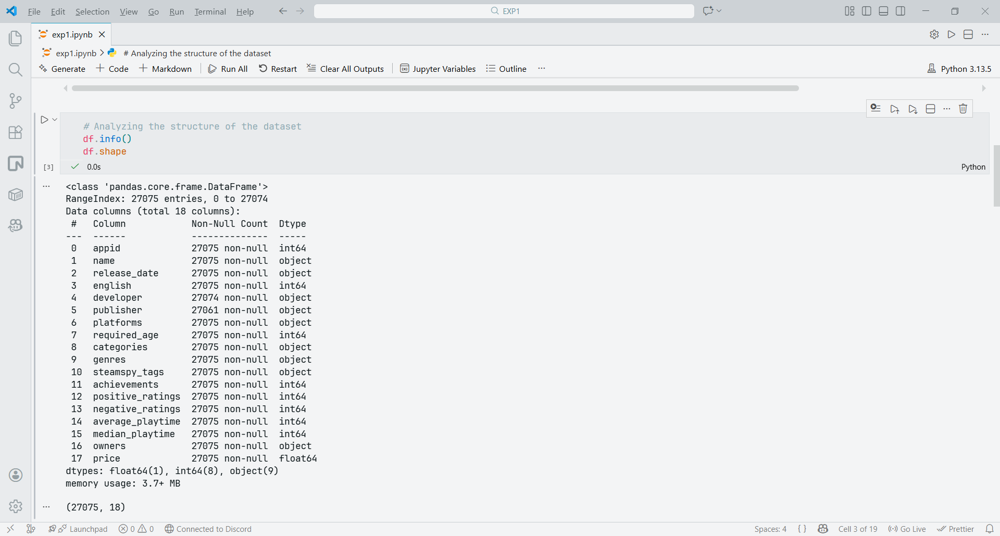 File Edit Selection View Go Run Terminal Help EXP1
exp1.ipynb
exp1.ipynb > # Analyzing the structure of the dataset
Generate + Code + Markdown Run All Restart Clear All Outputs Jupyter Variables Outline ... Python 3.13.5
# Analyzing the structure of the dataset
df.info()
df.shape
[3] 0.0s Python
<class 'pandas.core.frame.DataFrame'>
RangeIndex: 27075 entries, 0 to 27074
Data columns (total 18 columns):
 #   Column            Non-Null Count  Dtype
---  ------            --------------  -----
 0   appid             27075 non-null  int64
 1   name              27075 non-null  object
 2   release_date      27075 non-null  object
 3   english           27075 non-null  int64
 4   developer         27074 non-null  object
 5   publisher         27061 non-null  object
 6   platforms         27075 non-null  object
 7   required_age      27075 non-null  int64
 8   categories        27075 non-null  object
 9   genres            27075 non-null  object
 10  steamspy_tags     27075 non-null  object
 11  achievements      27075 non-null  int64
 12  positive_ratings  27075 non-null  int64
 13  negative_ratings  27075 non-null  int64
 14  average_playtime  27075 non-null  int64
 15  median_playtime   27075 non-null  int64
 16  owners            27075 non-null  object
 17  price             27075 non-null  float64
dtypes: float64(1), int64(8), object(9)
memory usage: 3.7+ MB
(27075, 18)
Launchpad 0 0 Connected to Discord Spaces: 4 { } Cell 3 of 19 Go Live Prettier